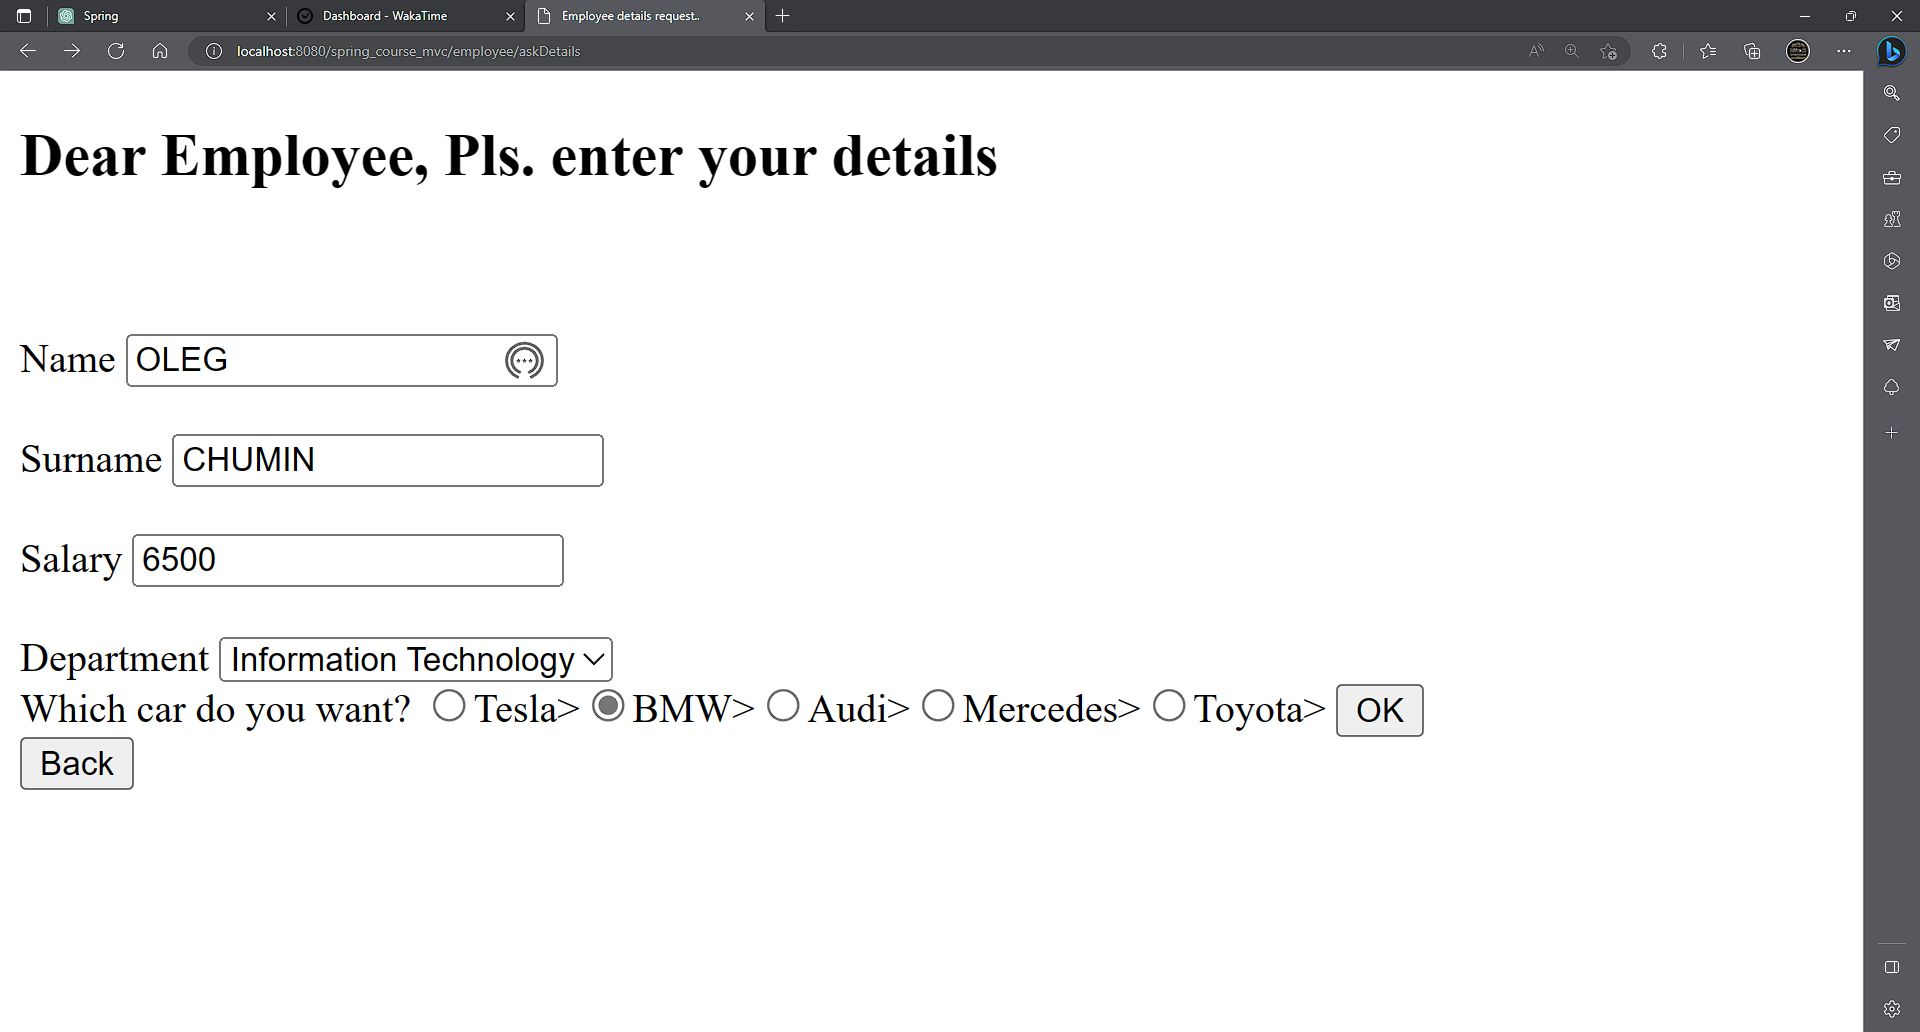 Spring
Dashboard - WakaTime
Employee details request..
localhost:8080/spring_course_mvc/employee/askDetails
Dear Employee, Pls. enter your details
Name OLEG
Surname CHUMIN
Salary 6500
Department Information Technology
Which car do you want? Tesla> BMW> Audi> Mercedes> Toyota> OK
Back